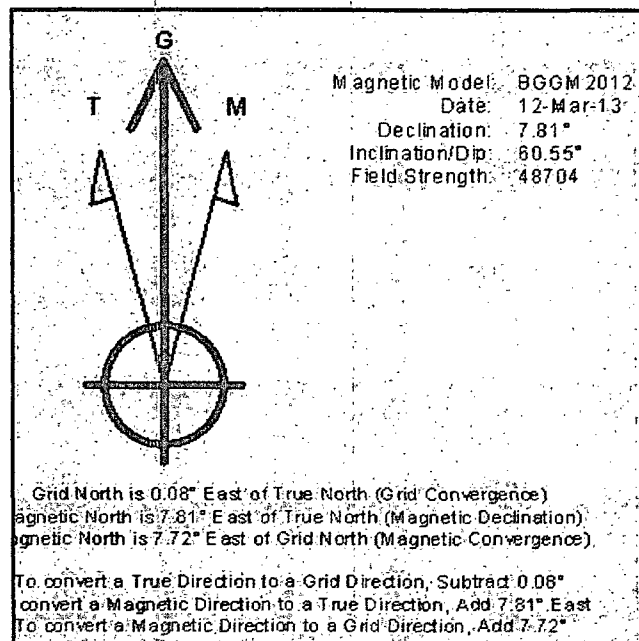 G
T M
Magnetic Model: BGGM 2012
Date: 12-Mar-13
Declination: 7.81°
Inclination/Dip: 60.55°
Field Strength: 48704
Grid North is 0.08° East of True North (Grid Convergence)
agnetic North is 7.81° East of True North (Magnetic Declination)
agnetic North is 7.72° East of Grid North (Magnetic Convergence)
To convert a True Direction to a Grid Direction, Subtract 0.08°
convert a Magnetic Direction to a True Direction, Add 7.81° East
To convert a Magnetic Direction to a Grid Direction, Add 7.72°